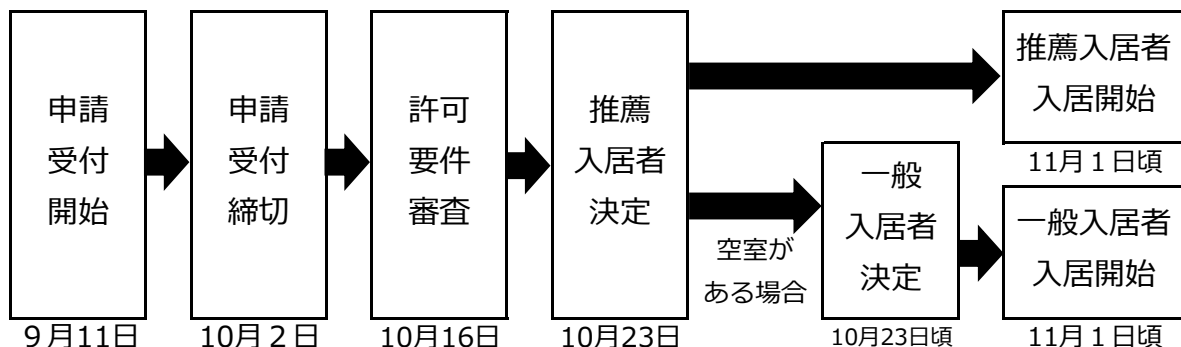 申請
受付
開始
9月11日
申請
受付
締切
10月2日
許可
要件
審査
10月16日
推薦
入居者
決定
10月23日
推薦入居者
入居開始
11月1日頃
空室が
ある場合
一般
入居者
決定
10月23日頃
一般入居者
入居開始
11月1日頃